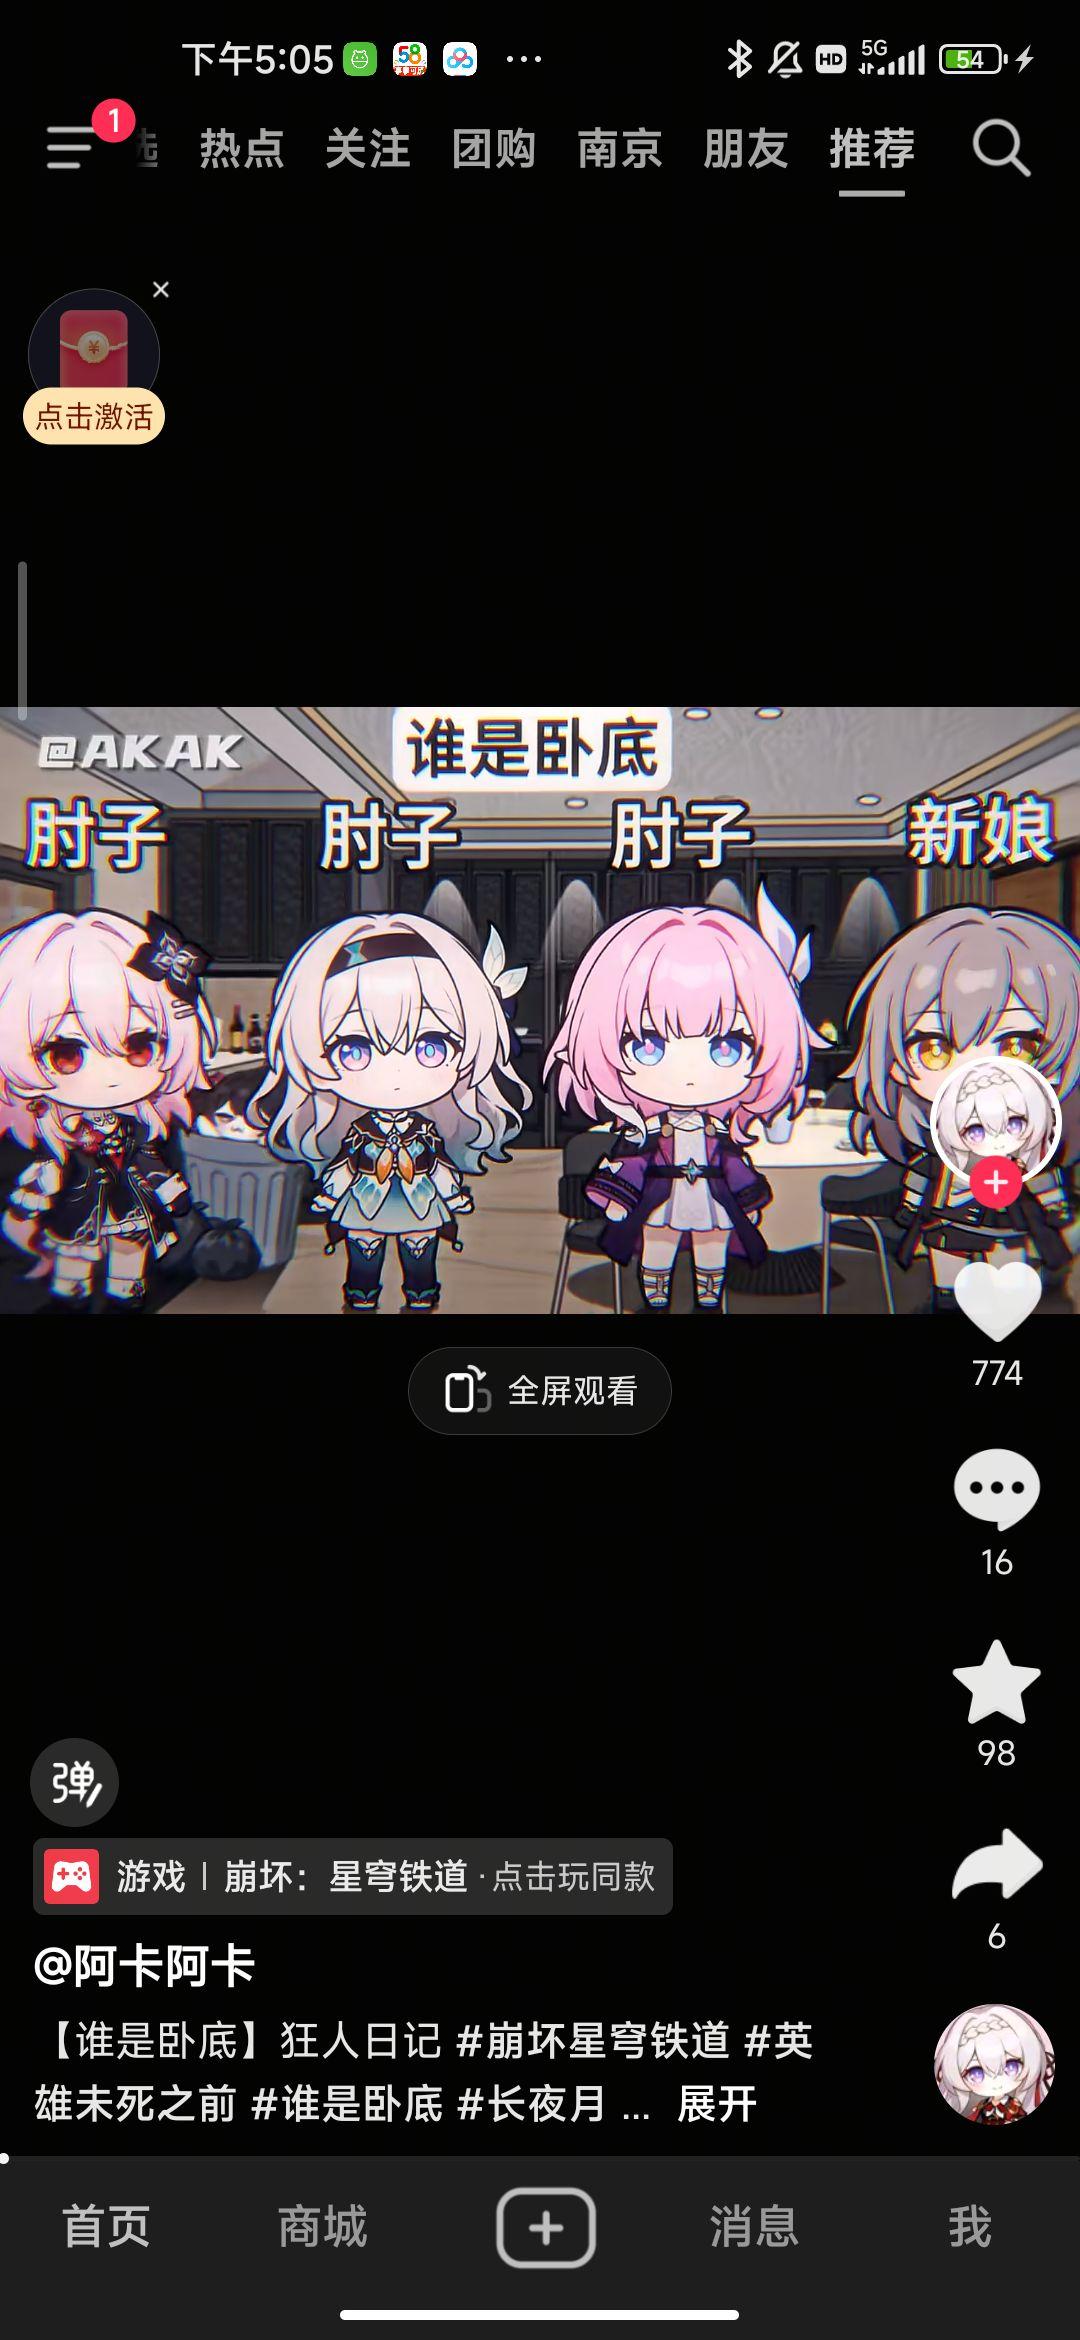 下午5:05
58
HD
5G
54
1
热点
关注
团购
南京
朋友
推荐
点击激活
@AKAK
谁是卧底
肘子
肘子
肘子
新娘
774
全屏观看
16
98
弹
游戏
崩坏：星穹铁道·点击玩同款
6
@阿卡阿卡
【谁是卧底】狂人日记 #崩坏星穹铁道 #英
雄未死之前 #谁是卧底 #长夜月 ... 展开
首页
商城
消息
我